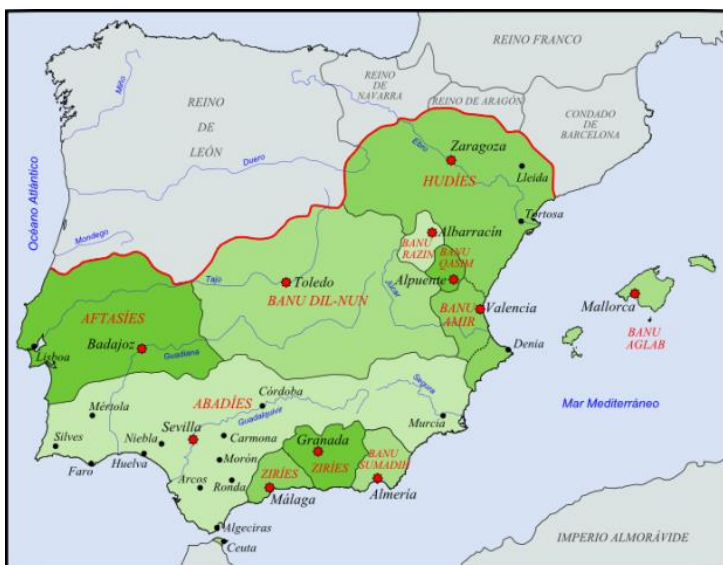 REINO FRANCO
REINO
DE
NAVARRA
REINO DE ARAGÓN
CONDADO
DE
BARCELONA
REINO
DE
LEÓN
Miño
Duero
Ebro
Zaragoza
HUDÍES
Lleida
Tortosa
Océano Atlántico
Mondego
Albarracín
BANU
RAZIN
BANU
QASIM
Alpuente
Tajo
Toledo
BANU DIL-NUN
Júcar
BANU
AMIR
Valencia
Mallorca
BANU
AGLAB
AFTASÍES
Badajoz
Guadiana
Lisboa
Denia
Mar Mediterráneo
Segura
Murcia
ABADÍES
Córdoba
Guadalquivir
Mértola
Sevilla
Carmona
Niebla
Silves
Morón
Faro
Huelva
Arcos
Ronda
Granada
ZIRÍES
ZIRÍES
Málaga
BANU
SUMADIH
Almería
Algeciras
Ceuta
IMPERIO ALMORÁVIDE